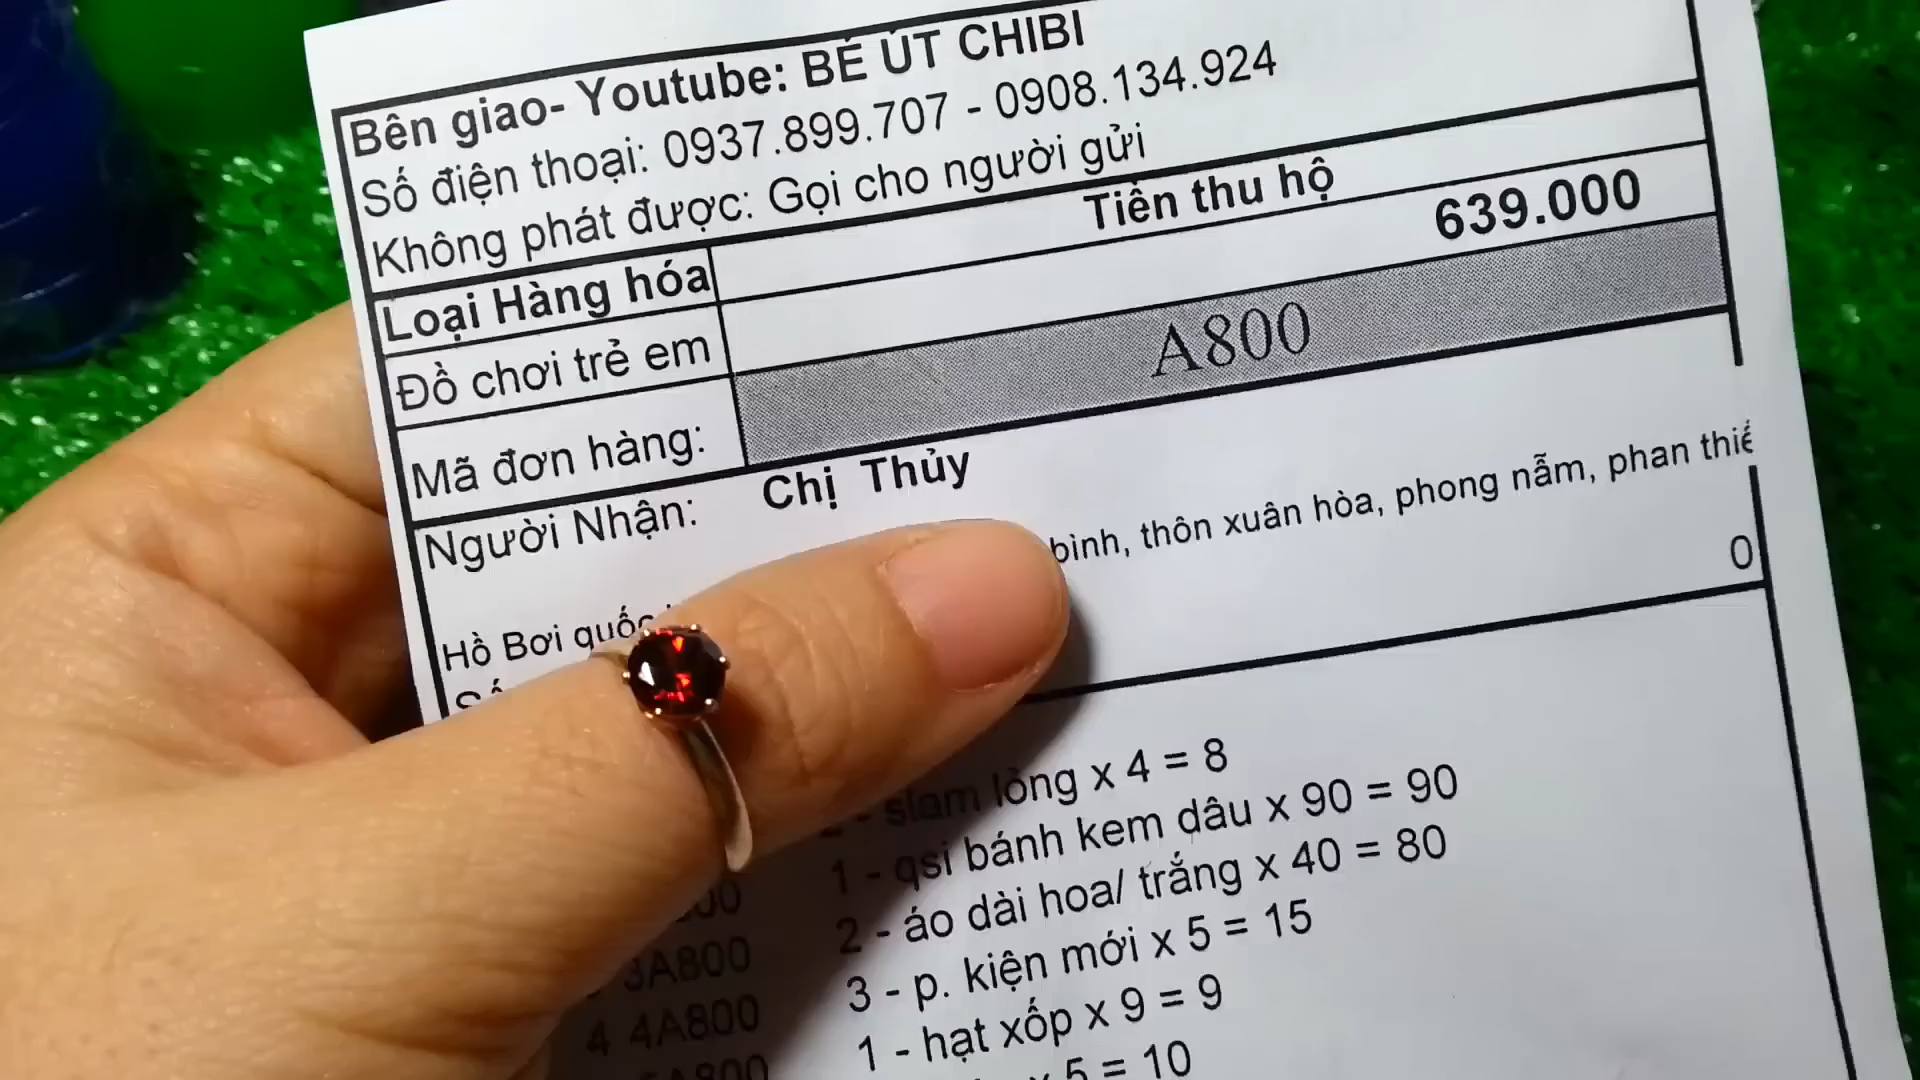 Bên giao- Youtube: BÉ ÚT CHIBI
Số điện thoại: 0937.899.707 - 0908.134.924
Không phát được: Gọi cho người gửi
Loại Hàng hóa Tiền thu hộ
Đồ chơi trẻ em 639.000
Mã đơn hàng: A800
Người Nhận: Chị Thủy
Hồ Bơi quốc bình, thôn xuân hòa, phong nẫm, phan
0
slam lòng x 4 = 8
1 - qsi bánh kem dâu x 90 = 90
2 - áo dài hoa/ trắng x 40 = 80
3A800 3 - p. kiện mới x 5 = 15
4 4A800 1 - hạt xốp x 9 = 9
x 5 = 10